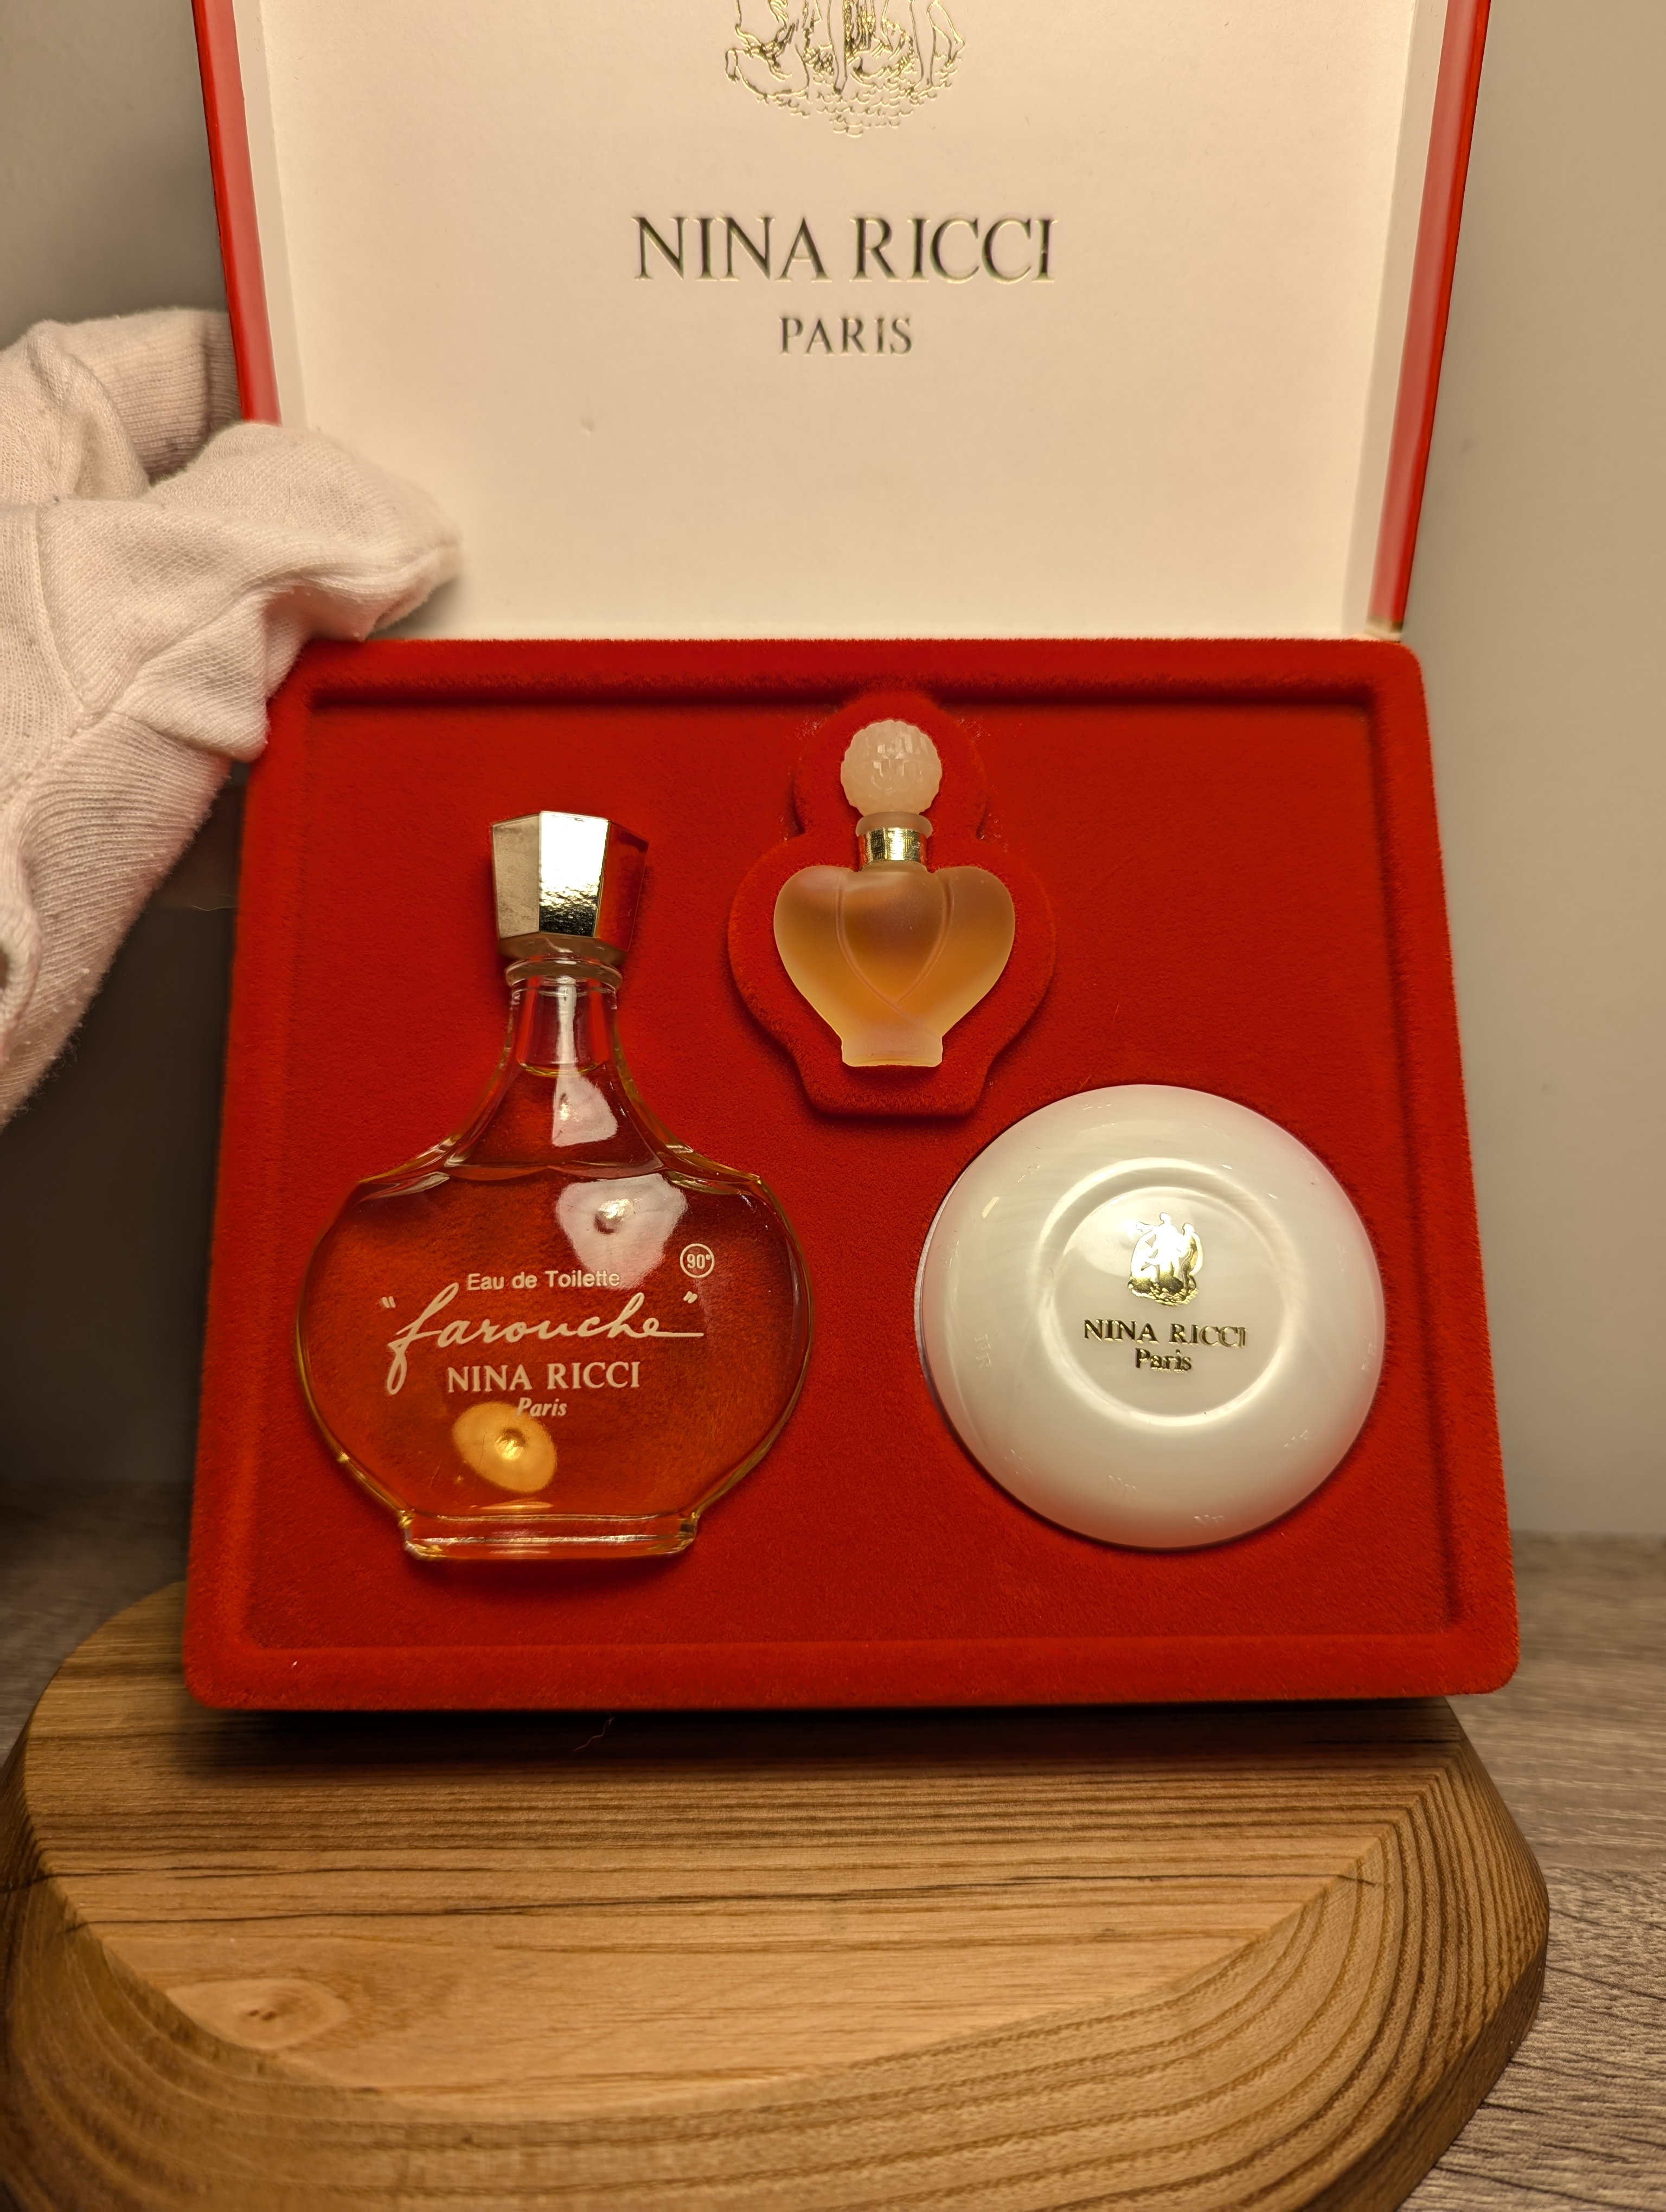 NINA RICCI
PARIS
Eau de Toilette
90°
"farouche"
NINA RICCI
Paris
NINA RICCI
Paris